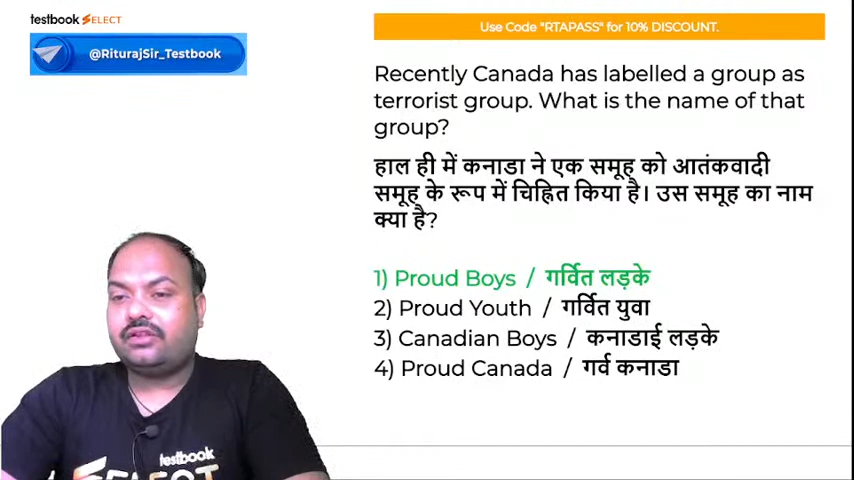 testbook SELECT
Use Code "RTAPASS" for 10% DISCOUNT.
@RiturajSir_Testbook
Recently Canada has labelled a group as
terrorist group. What is the name of that
group?
हाल ही में कनाडा ने एक समूह को आतंकवादी
समूह के रूप में चिह्नित किया है। उस समूह का नाम
क्या है?
1) Proud Boys / गर्वित लड़के
2) Proud Youth / गर्वित युवा
3) Canadian Boys / कनाडाई लड़के
4) Proud Canada / गर्व कनाडा
testbook
SELECT